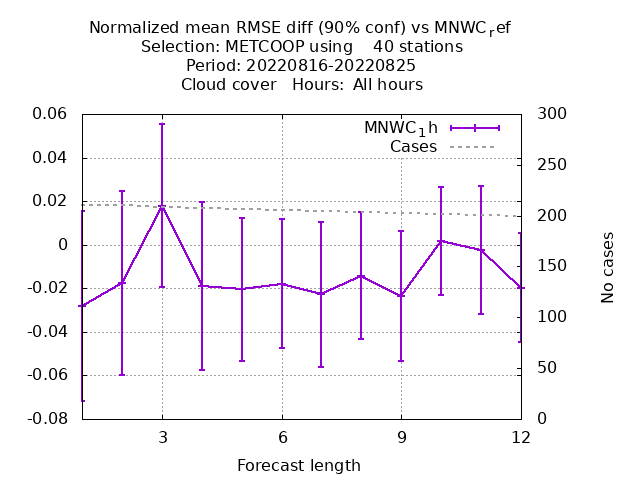 Normalized mean RMSE diff (90% conf) vs MNWC_ref
Selection: METCOOP using    40 stations
Period: 20220816-20220825
Cloud cover   Hours:  All hours
MNWC_1h
Cases
0.06
0.04
0.02
0
-0.02
-0.04
-0.06
-0.08
300
250
200
150
100
50
0
No cases
3
6
9
12
Forecast length